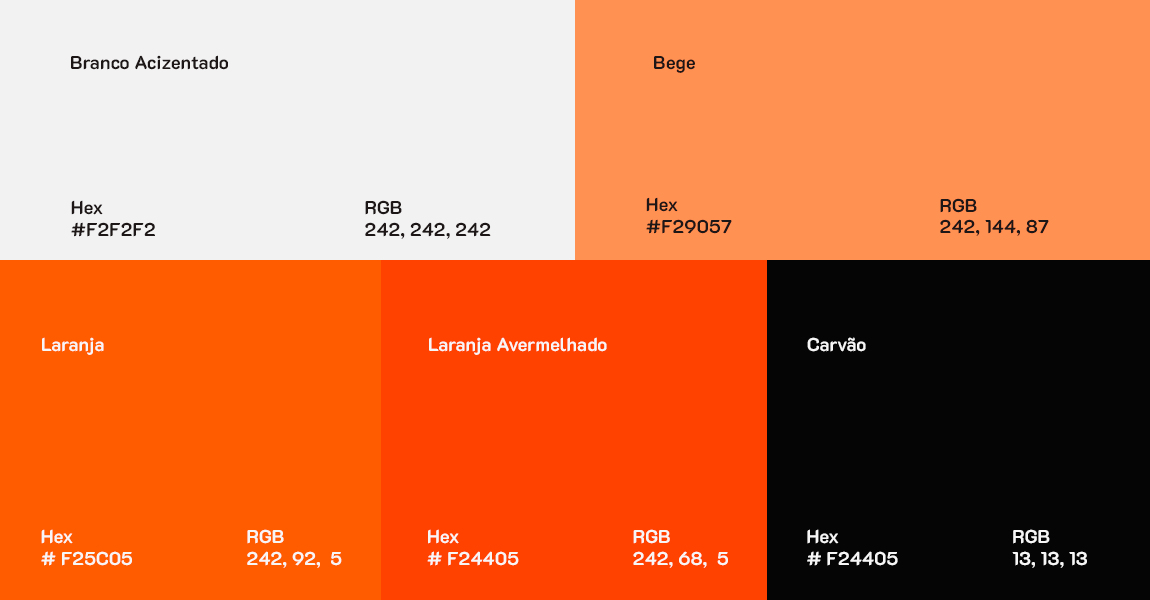 Branco Acizentado
Hex
#F2F2F2
RGB
242, 242, 242
Bege
Hex
#F29057
RGB
242, 144, 87
Laranja
Hex
# F25C05
RGB
242, 92,  5
Laranja Avermelhado
Hex
# F24405
RGB
242, 68,  5
Carvão
Hex
# F24405
RGB
13, 13, 13